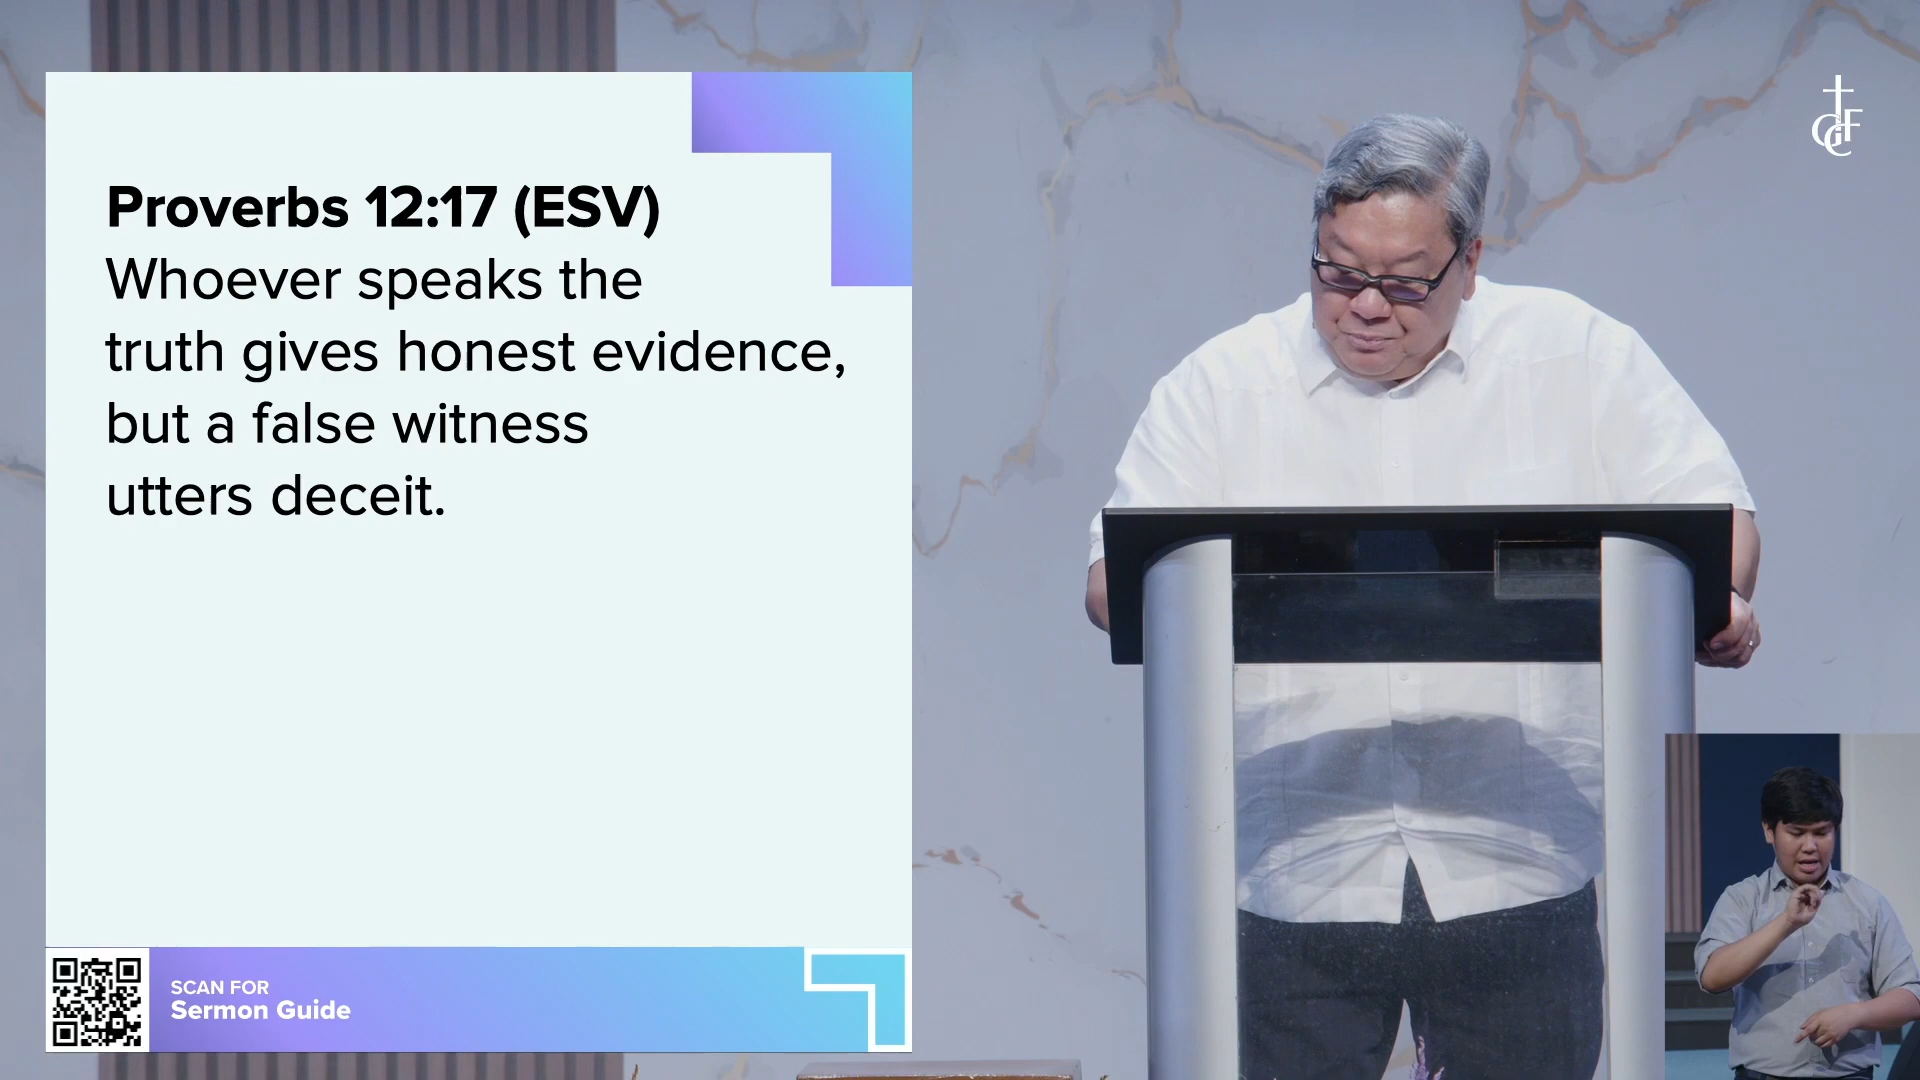 Proverbs 12:17 (ESV)
Whoever speaks the
truth gives honest evidence,
but a false witness
utters deceit.
SCAN FOR
Sermon Guide
GCF